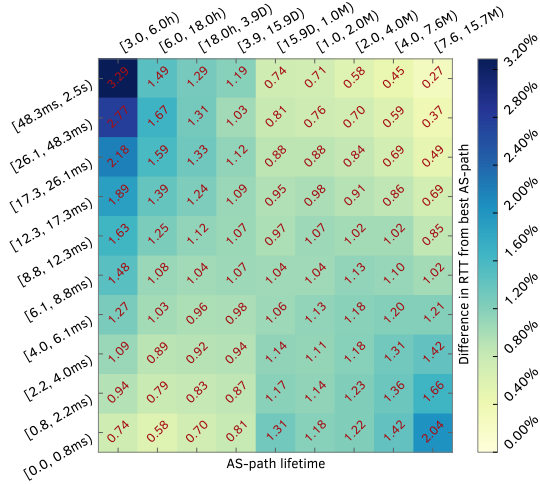 [3.0, 6.0h) [6.0, 18.0h) [18.0h, 3.9D) [3.9, 15.9D) [15.9D, 1.0M) [1.0, 2.0M) [2.0, 4.0M) [4.0, 7.6M) [7.6, 15.7M)
[48.3ms, 2.5s) 3.29 1.49 1.29 1.19 0.74 0.71 0.58 0.45 0.27
[26.1, 48.3ms) 2.77 1.67 1.31 1.03 0.81 0.76 0.70 0.59 0.37
[17.3, 26.1ms) 2.18 1.59 1.33 1.12 0.88 0.88 0.84 0.69 0.49
[12.3, 17.3ms) 1.89 1.39 1.24 1.09 0.95 0.98 0.91 0.86 0.69
[8.8, 12.3ms) 1.63 1.25 1.12 1.07 0.97 1.07 1.02 1.02 0.85
[6.1, 8.8ms) 1.48 1.08 1.04 1.07 1.04 1.04 1.13 1.10 1.02
[4.0, 6.1ms) 1.27 1.03 0.96 0.98 1.06 1.13 1.18 1.20 1.21
[2.2, 4.0ms) 1.09 0.89 0.92 0.94 1.14 1.11 1.18 1.31 1.42
[0.8, 2.2ms) 0.94 0.79 0.83 0.87 1.17 1.14 1.23 1.36 1.66
[0.0, 0.8ms) 0.74 0.58 0.70 0.81 1.31 1.18 1.22 1.42 2.04
AS-path lifetime
Difference in RTT from best AS-path
3.20%
2.80%
2.40%
2.00%
1.60%
1.20%
0.80%
0.40%
0.00%